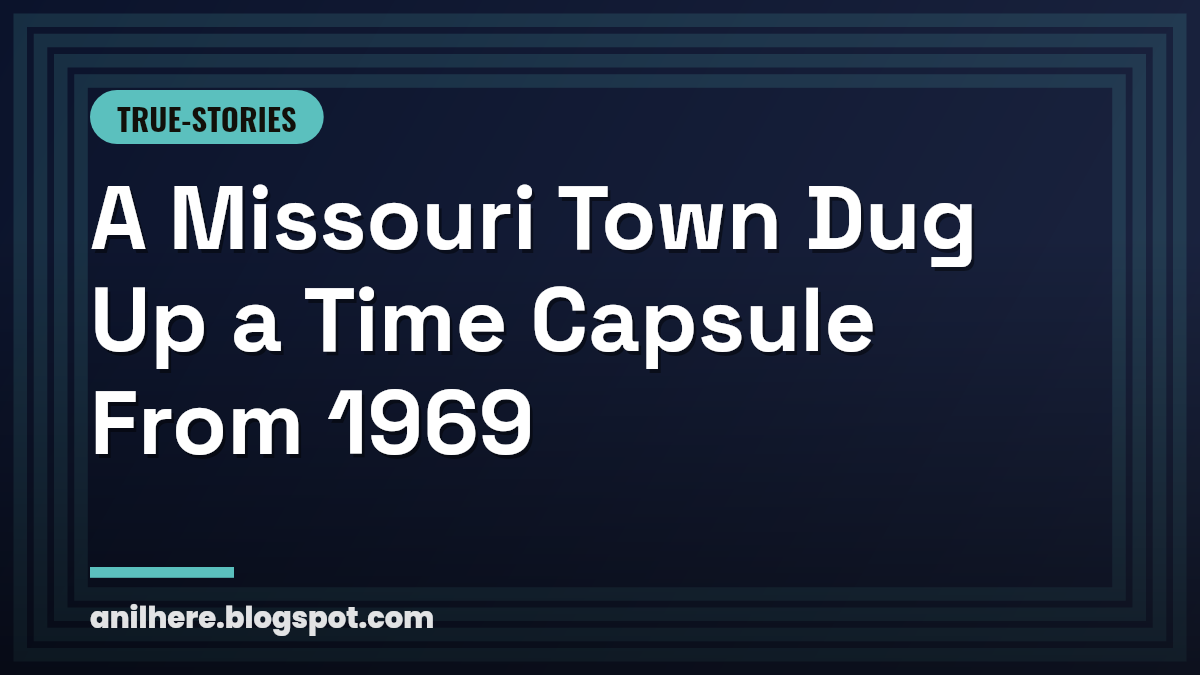 TRUE-STORIES
A Missouri Town Dug
Up a Time Capsule
From 1969
anilhere.blogspot.com